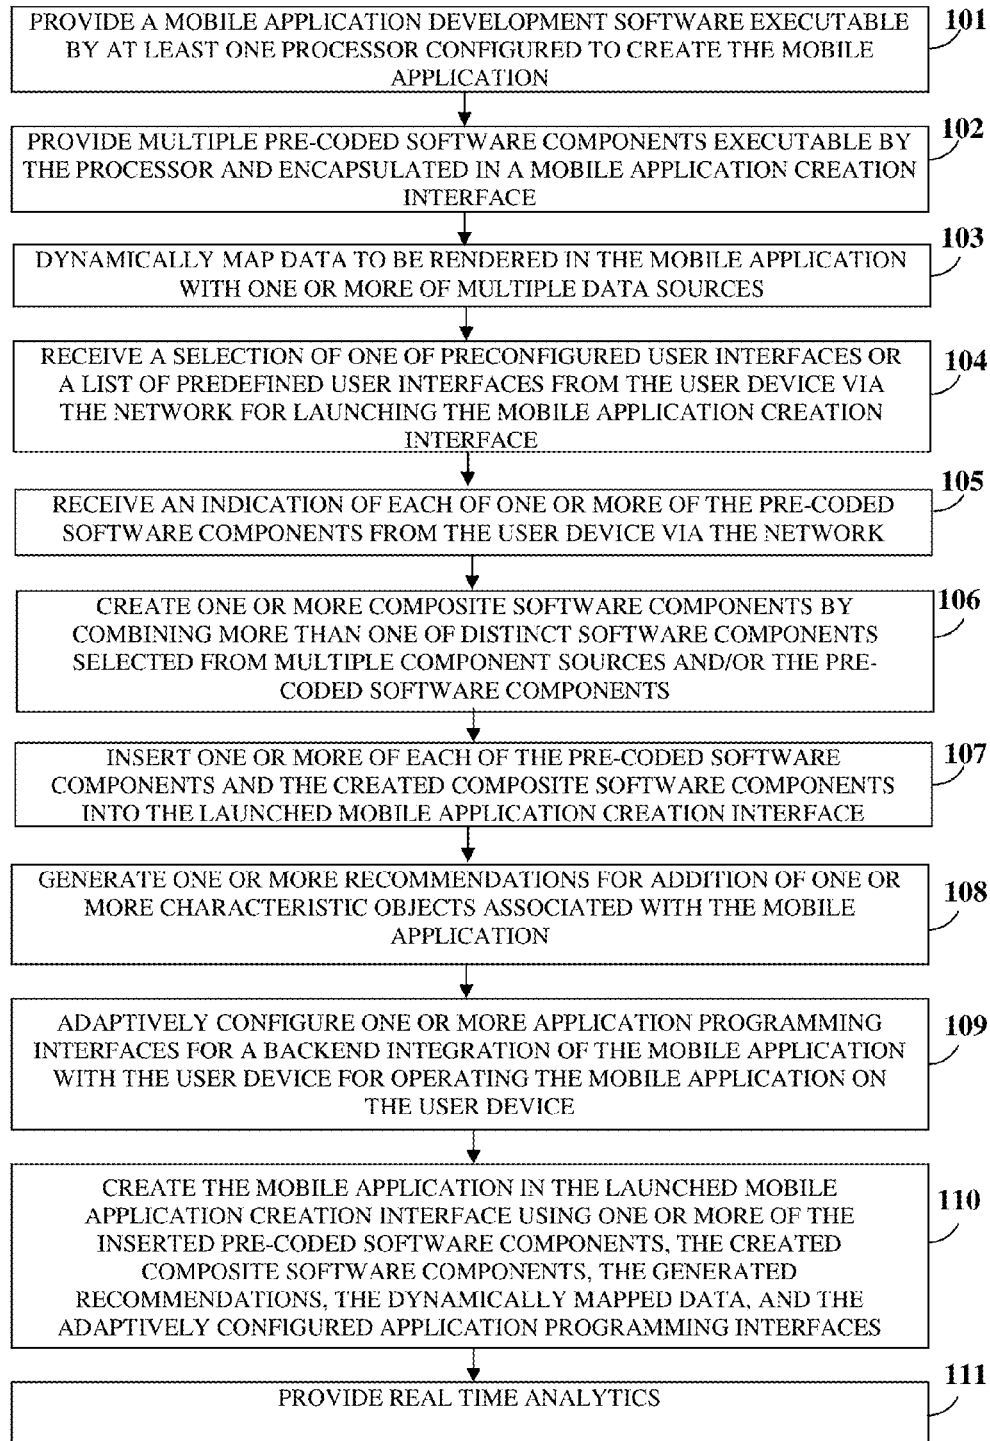 PROVIDE A MOBILE APPLICATION DEVELOPMENT SOFTWARE EXECUTABLE
BY AT LEAST ONE PROCESSOR CONFIGURED TO CREATE THE MOBILE
APPLICATION
101
PROVIDE MULTIPLE PRE-CODED SOFTWARE COMPONENTS EXECUTABLE BY
THE PROCESSOR AND ENCAPSULATED IN A MOBILE APPLICATION CREATION
INTERFACE
102
DYNAMICALLY MAP DATA TO BE RENDERED IN THE MOBILE APPLICATION
WITH ONE OR MORE OF MULTIPLE DATA SOURCES
103
RECEIVE A SELECTION OF ONE OF PRECONFIGURED USER INTERFACES OR
A LIST OF PREDEFINED USER INTERFACES FROM THE USER DEVICE VIA
THE NETWORK FOR LAUNCHING THE MOBILE APPLICATION CREATION
INTERFACE
104
RECEIVE AN INDICATION OF EACH OF ONE OR MORE OF THE PRE-CODED
SOFTWARE COMPONENTS FROM THE USER DEVICE VIA THE NETWORK
105
CREATE ONE OR MORE COMPOSITE SOFTWARE COMPONENTS BY
COMBINING MORE THAN ONE OF DISTINCT SOFTWARE COMPONENTS
SELECTED FROM MULTIPLE COMPONENT SOURCES AND/OR THE PRE-
CODED SOFTWARE COMPONENTS
106
INSERT ONE OR MORE OF EACH OF THE PRE-CODED SOFTWARE
COMPONENTS AND THE CREATED COMPOSITE SOFTWARE COMPONENTS
INTO THE LAUNCHED MOBILE APPLICATION CREATION INTERFACE
107
GENERATE ONE OR MORE RECOMMENDATIONS FOR ADDITION OF ONE OR
MORE CHARACTERISTIC OBJECTS ASSOCIATED WITH THE MOBILE
APPLICATION
108
ADAPTIVELY CONFIGURE ONE OR MORE APPLICATION PROGRAMMING
INTERFACES FOR A BACKEND INTEGRATION OF THE MOBILE APPLICATION
WITH THE USER DEVICE FOR OPERATING THE MOBILE APPLICATION ON
THE USER DEVICE
109
CREATE THE MOBILE APPLICATION IN THE LAUNCHED MOBILE
APPLICATION CREATION INTERFACE USING ONE OR MORE OF THE
INSERTED PRE-CODED SOFTWARE COMPONENTS, THE CREATED
COMPOSITE SOFTWARE COMPONENTS, THE GENERATED
RECOMMENDATIONS, THE DYNAMICALLY MAPPED DATA, AND THE
ADAPTIVELY CONFIGURED APPLICATION PROGRAMMING INTERFACES
110
PROVIDE REAL TIME ANALYTICS
111